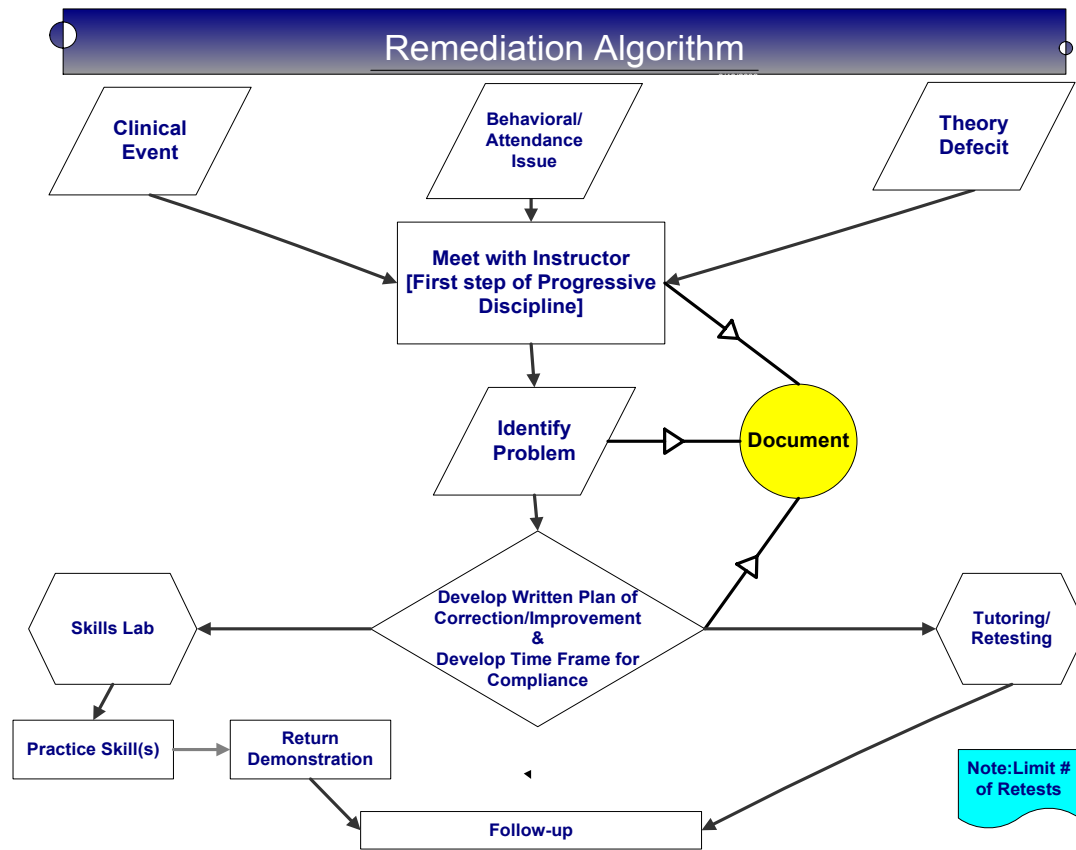 Remediation Algorithm
Clinical
Event
Behavioral/
Attendance
Issue
Theory
Defecit
Meet with Instructor
[First step of Progressive
Discipline]
Identify
Problem
Document
Develop Written Plan of
Correction/Improvement
&
Develop Time Frame for
Compliance
Skills Lab
Tutoring/
Retesting
Practice Skill(s)
Return
Demonstration
Note:Limit #
of Retests
Follow-up